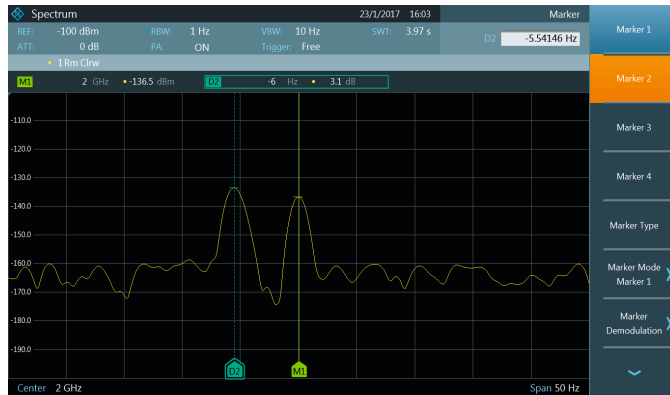 Spectrum 23/1/2017 16:03 Marker
REF: -100 dBm RBW: 1 Hz VBW: 10 Hz SWT: 3.97 s
ATT: 0 dB PA: ON Trigger: Free
D2 -5.54146 Hz
1Rm Clrw
M1 2 GHz -136.5 dBm D2 -6 Hz 3.1 dB
-110.0
-120.0
-130.0
-140.0
-150.0
-160.0
-170.0
-180.0
-190.0
D2 M1
Center 2 GHz Span 50 Hz
Marker 1
Marker 2
Marker 3
Marker 4
Marker Type
Marker Mode
Marker 1
Marker
Demodulation